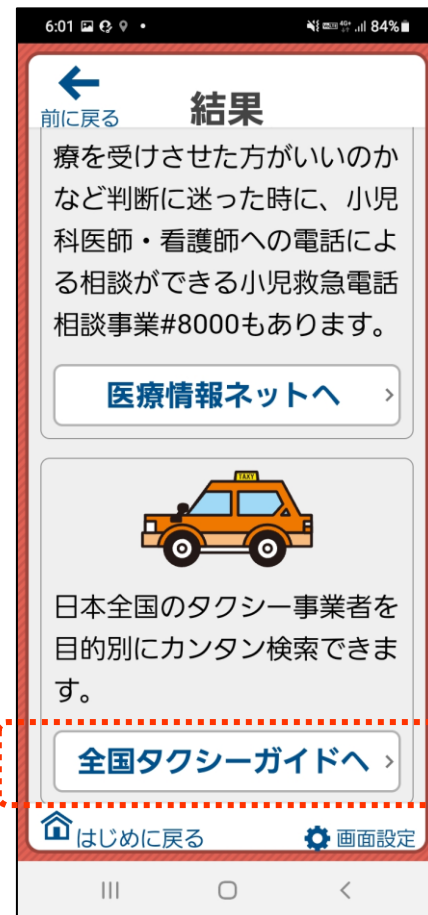 6:01
84%
前に戻る
結果
療を受けさせた方がいいのか
など判断に迷った時に、小児
科医師・看護師への電話によ
る相談ができる小児救急電話
相談事業#8000もあります。
医療情報ネットへ
TAXY
日本全国のタクシー事業者を
目的別にカンタン検索できま
す。
全国タクシーガイドへ
はじめに戻る
画面設定